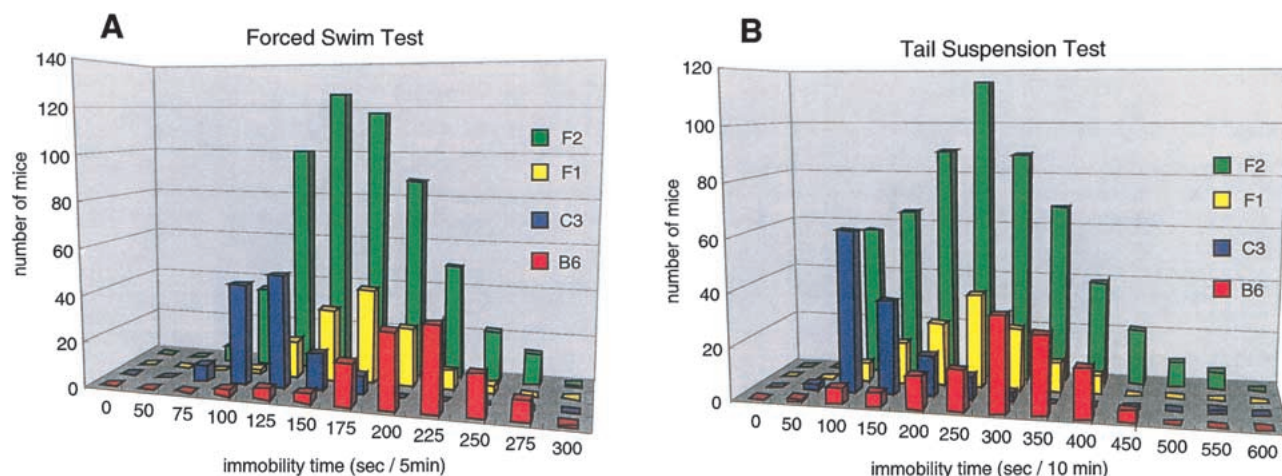 A
Forced Swim Test
140
120
100
80
60
40
20
0
number of mice
F2
F1
C3
B6
0 50 75 100 125 150 175 200 225 250 275 300
immobility time (sec / 5min)
B
Tail Suspension Test
120
100
80
60
40
20
0
number of mice
F2
F1
C3
B6
0 50 100 150 200 250 300 350 400 450 500 550 600
immobility time (sec / 10 min)